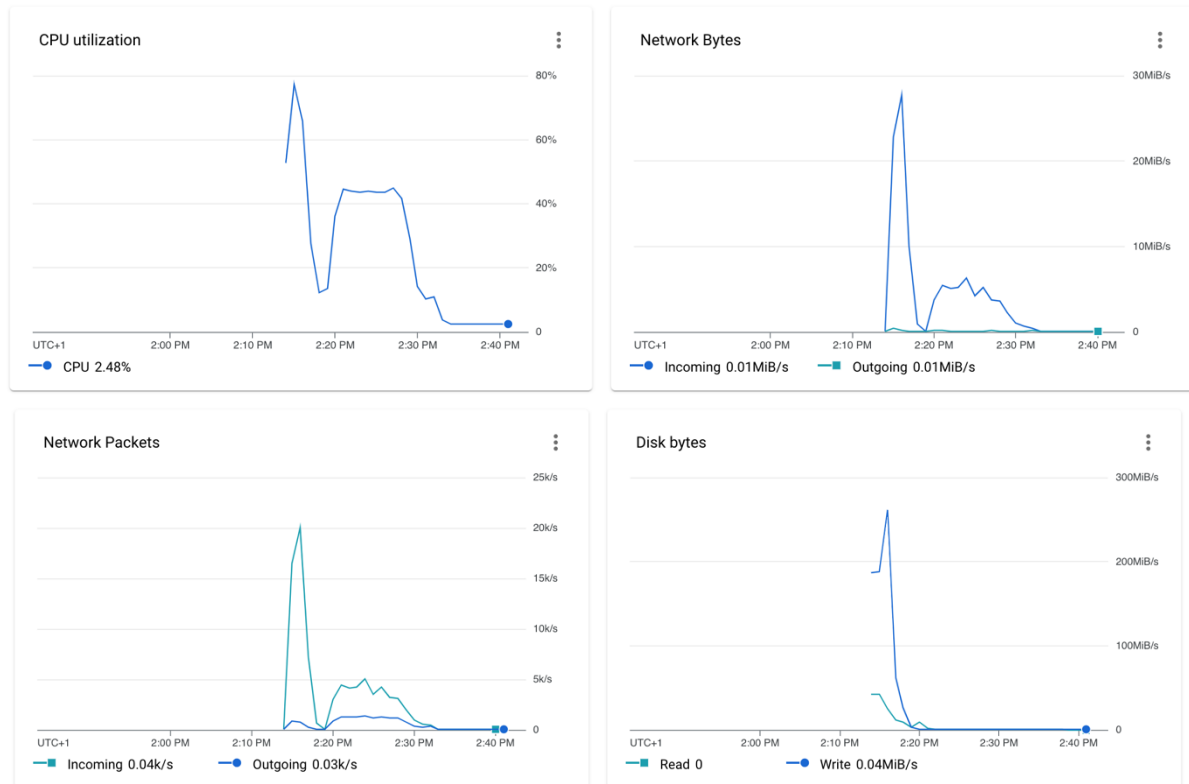 CPU utilization
80%
60%
40%
20%
0
UTC+1 2:00 PM 2:10 PM 2:20 PM 2:30 PM 2:40 PM
CPU 2.48%
Network Bytes
30MiB/s
20MiB/s
10MiB/s
0
UTC+1 2:00 PM 2:10 PM 2:20 PM 2:30 PM 2:40 PM
Incoming 0.01MiB/s Outgoing 0.01MiB/s
Network Packets
25k/s
20k/s
15k/s
10k/s
5k/s
0
UTC+1 2:00 PM 2:10 PM 2:20 PM 2:30 PM 2:40 PM
Incoming 0.04k/s Outgoing 0.03k/s
Disk bytes
300MiB/s
200MiB/s
100MiB/s
0
UTC+1 2:00 PM 2:10 PM 2:20 PM 2:30 PM 2:40 PM
Read 0 Write 0.04MiB/s